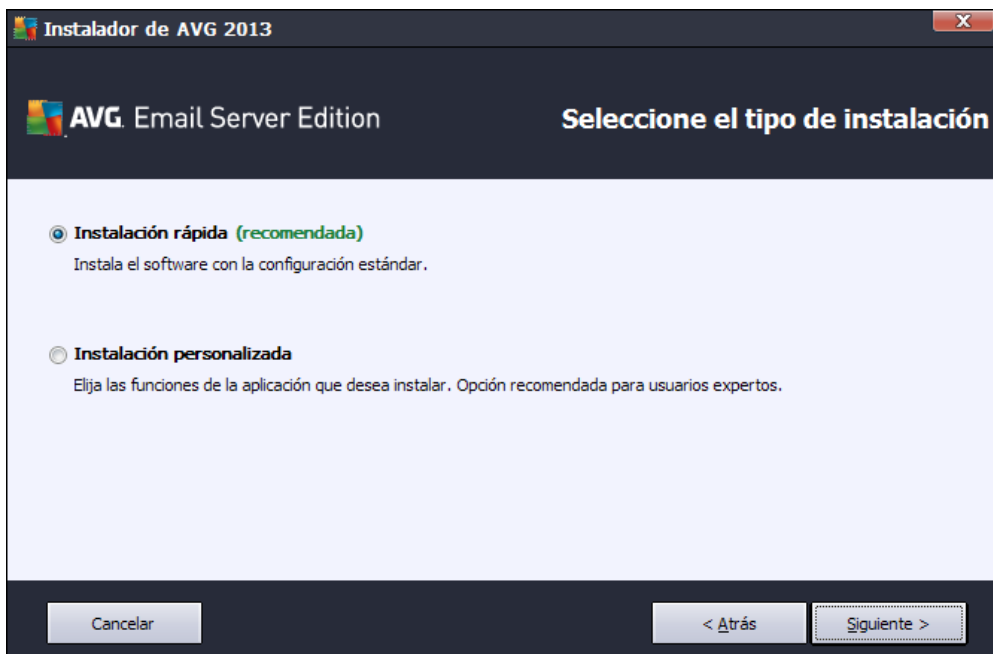 Instalador de AVG 2013
X
AVG. Email Server Edition
Seleccione el tipo de instalación
Instalación rápida (recomendada)
Instala el software con la configuración estándar.
Instalación personalizada
Elija las funciones de la aplicación que desea instalar. Opción recomendada para usuarios expertos.
Cancelar
< Atrás
Siguiente >